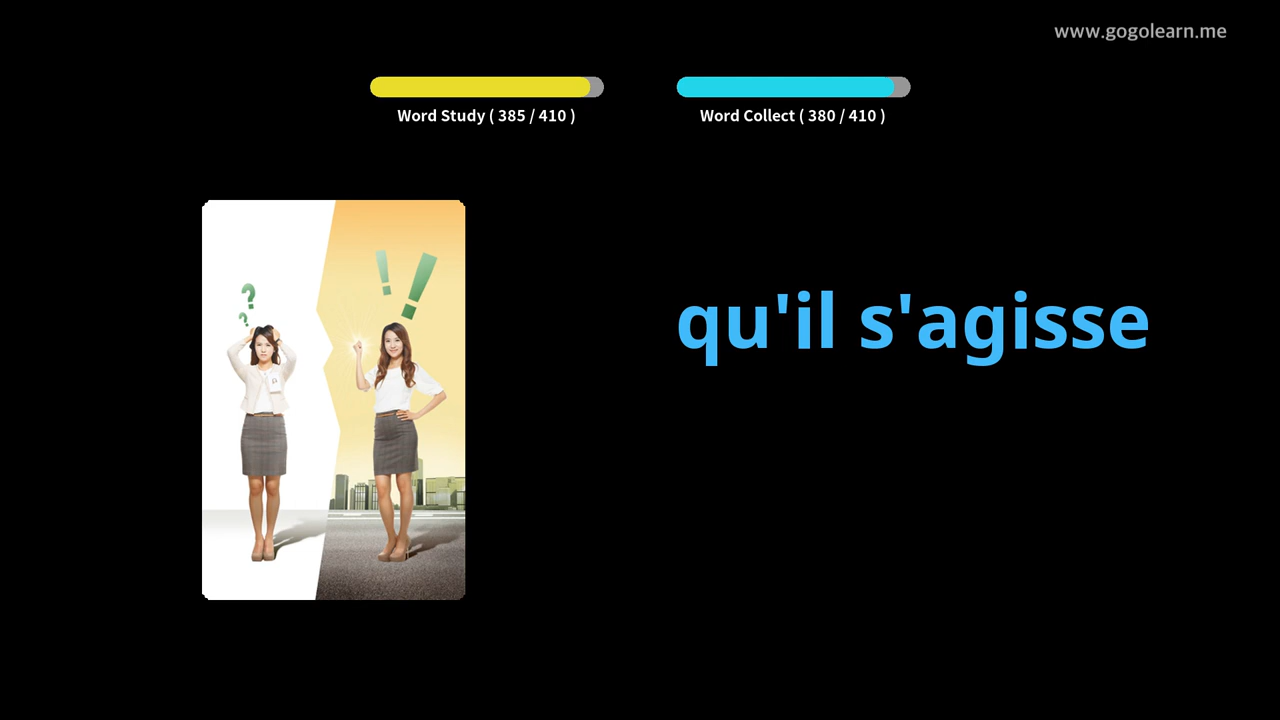 www.gogolearn.me
Word Study ( 385 / 410 )
Word Collect ( 380 / 410 )
? ?
! !
qu'il s'agisse